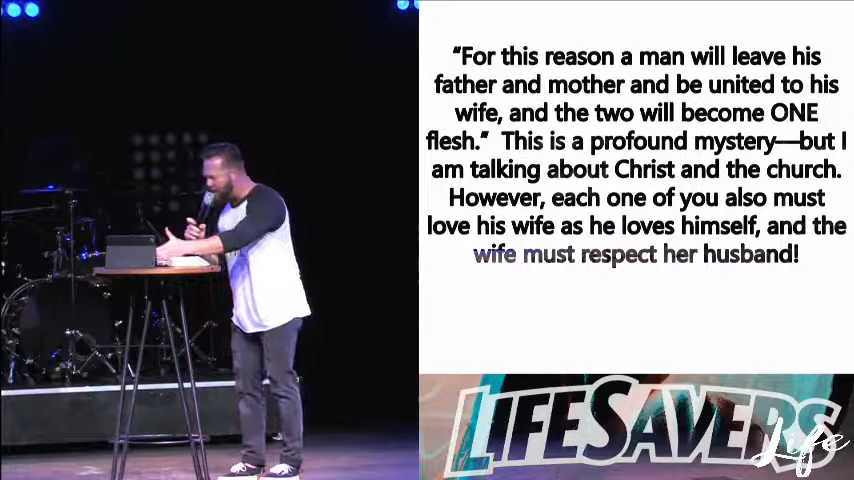 “For this reason a man will leave his
father and mother and be united to his
wife, and the two will become ONE
flesh.” This is a profound mystery—but I
am talking about Christ and the church.
However, each one of you also must
love his wife as he loves himself, and the
wife must respect her husband!
LIFESAVERS
Life